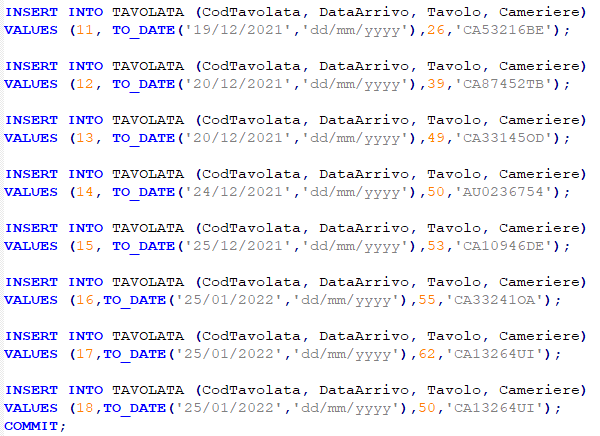 INSERT INTO TAVOLATA (CodTavolata, DataArrivo, Tavolo, Cameriere)
VALUES (11, TO_DATE('19/12/2021','dd/mm/yyyy'),26,'CA53216BE');
INSERT INTO TAVOLATA (CodTavolata, DataArrivo, Tavolo, Cameriere)
VALUES (12, TO_DATE('20/12/2021','dd/mm/yyyy'),39,'CA87452TB');
INSERT INTO TAVOLATA (CodTavolata, DataArrivo, Tavolo, Cameriere)
VALUES (13, TO_DATE('20/12/2021','dd/mm/yyyy'),49,'CA33145OD');
INSERT INTO TAVOLATA (CodTavolata, DataArrivo, Tavolo, Cameriere)
VALUES (14, TO_DATE('24/12/2021','dd/mm/yyyy'),50,'AU0236754');
INSERT INTO TAVOLATA (CodTavolata, DataArrivo, Tavolo, Cameriere)
VALUES (15, TO_DATE('25/12/2021','dd/mm/yyyy'),53,'CA10946DE');
INSERT INTO TAVOLATA (CodTavolata, DataArrivo, Tavolo, Cameriere)
VALUES (16,TO_DATE('25/01/2022','dd/mm/yyyy'),55,'CA33241OA');
INSERT INTO TAVOLATA (CodTavolata, DataArrivo, Tavolo, Cameriere)
VALUES (17,TO_DATE('25/01/2022','dd/mm/yyyy'),62,'CA13264UI');
INSERT INTO TAVOLATA (CodTavolata, DataArrivo, Tavolo, Cameriere)
VALUES (18,TO_DATE('25/01/2022','dd/mm/yyyy'),50,'CA13264UI');
COMMIT;